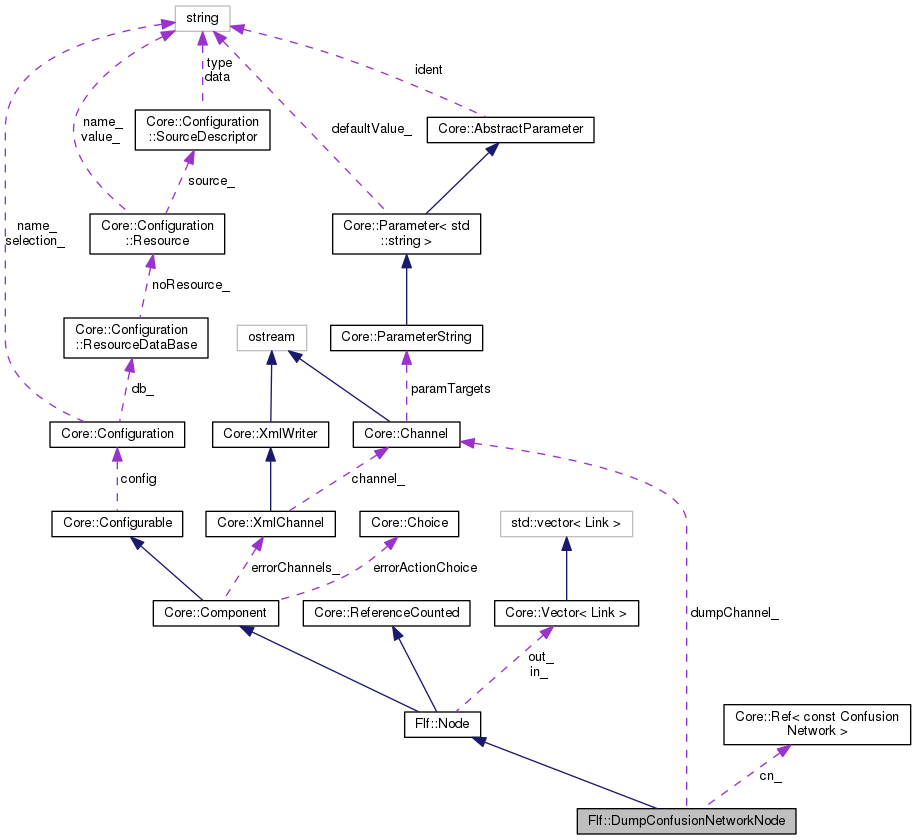 string
type
data
ident
Core::Configuration
::SourceDescriptor
name_
value_
defaultValue_
Core::AbstractParameter
source_
name_
selection_
Core::Configuration
::Resource
Core::Parameter< std
::string >
noResource_
Core::Configuration
::ResourceDataBase
ostream
Core::ParameterString
db_
paramTargets
Core::Configuration
Core::XmlWriter
Core::Channel
config
channel_
Core::Configurable
Core::XmlChannel
Core::Choice
std::vector< Link >
errorChannels_
errorActionChoice
Core::Component
Core::ReferenceCounted
Core::Vector< Link >
dumpChannel_
out_
in_
Flf::Node
Core::Ref< const Confusion
Network >
cn_
Flf::DumpConfusionNetworkNode